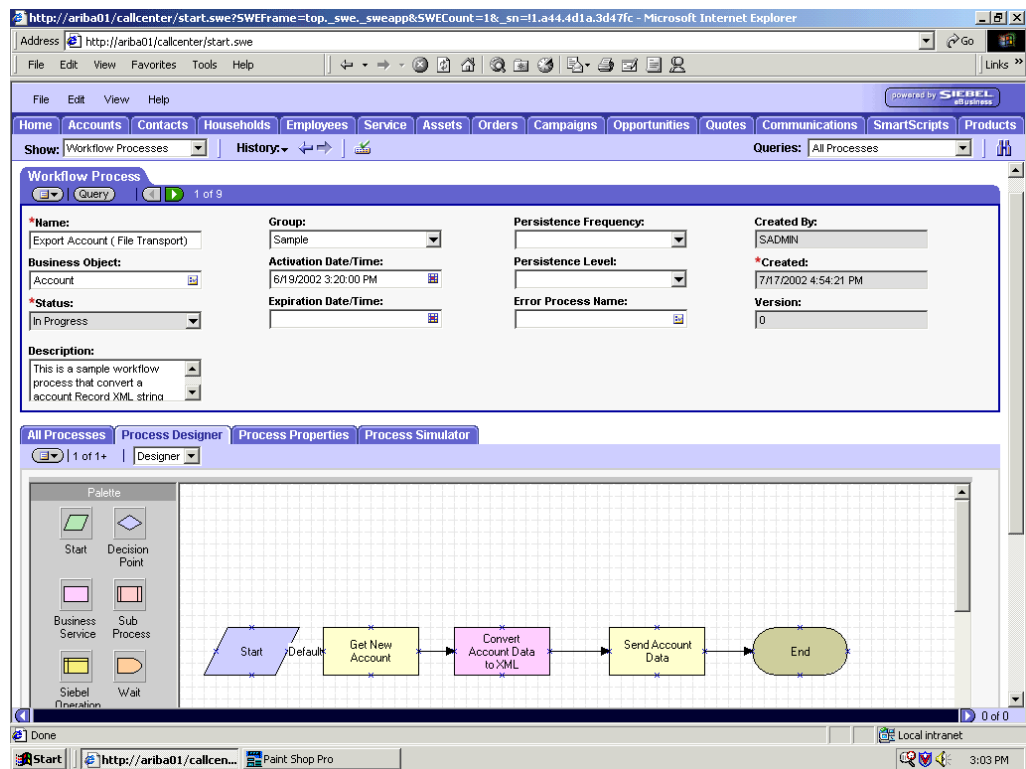 http://ariba01/callcenter/start.swe?SWEFrame=top._swe._sweapp&SWECount=1&_sn=!1.a44.4d1a.3d47fc - Microsoft Internet Explorer
Address http://ariba01/callcenter/start.swe Go
File Edit View Favorites Tools Help Links »
File Edit View Help powered by SIEBEL eBusiness
Home Accounts Contacts Households Employees Service Assets Orders Campaigns Opportunities Quotes Communications SmartScripts Products
Show: Workflow Processes History: Queries: All Processes
Workflow Process
Query 1 of 9
*Name: Group: Persistence Frequency: Created By:
Export Account ( File Transport) Sample SADMIN
Business Object: Activation Date/Time: Persistence Level: *Created:
Account 6/19/2002 3:20:00 PM 7/17/2002 4:54:21 PM
*Status: Expiration Date/Time: Error Process Name: Version:
In Progress 0
Description:
This is a sample workflow
process that convert a
account Record XML string
All Processes Process Designer Process Properties Process Simulator
1 of 1+ Designer
Palette
Start Decision Point
Business Service Sub Process
Siebel Operation Wait
Start Default Get New Account Convert Account Data to XML Send Account Data End
0 of 0
Done Local intranet
Start http://ariba01/callcen... Paint Shop Pro 3:03 PM